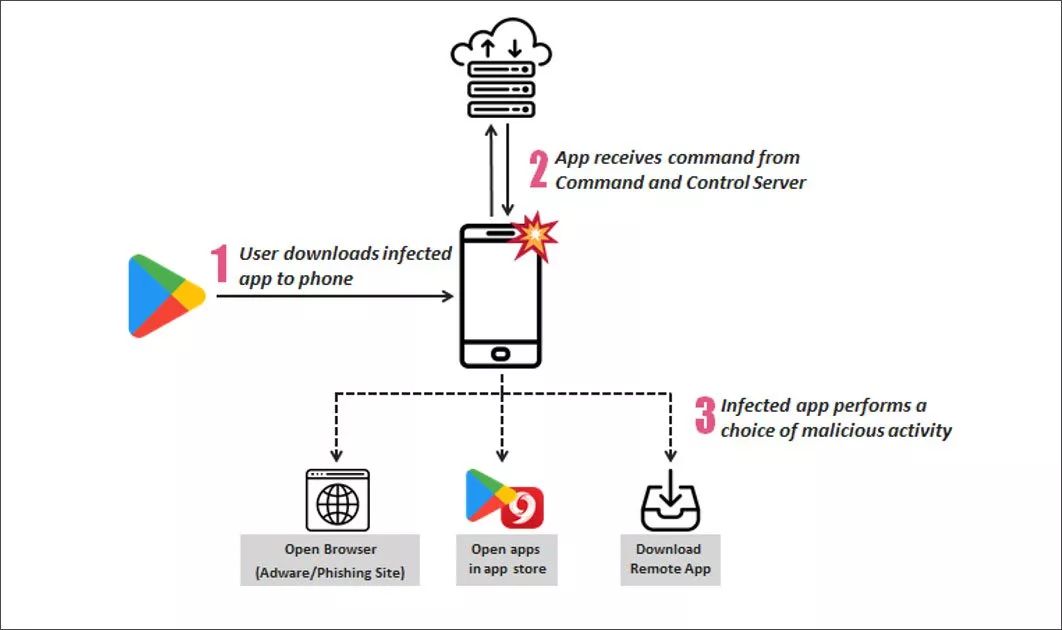 2 App receives command from
Command and Control Server
1 User downloads infected
app to phone
3 Infected app performs a
choice of malicious activity
Open Browser
(Adware/Phishing Site)
Open apps
in app store
Download
Remote App